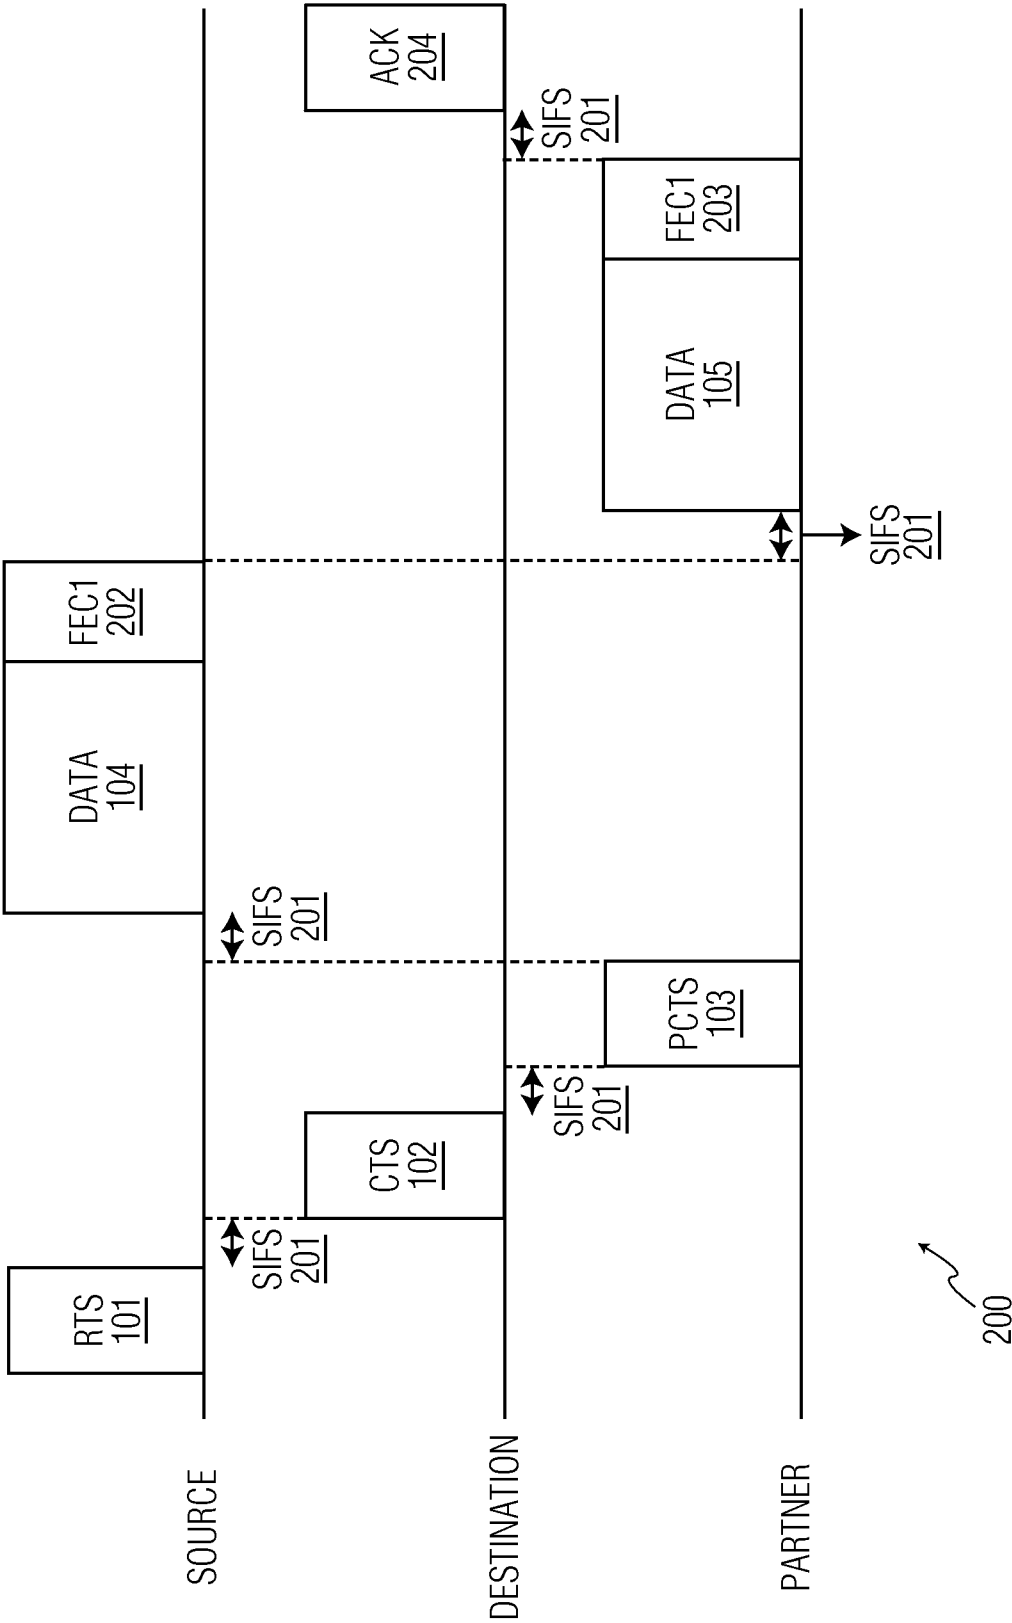 SOURCE
RTS
101
SIFS
201
SIFS
201
DATA
104
FEC1
202
DESTINATION
CTS
102
SIFS
201
SIFS
201
ACK
204
PARTNER
PCTS
103
SIFS
201
DATA
105
FEC1
203
200